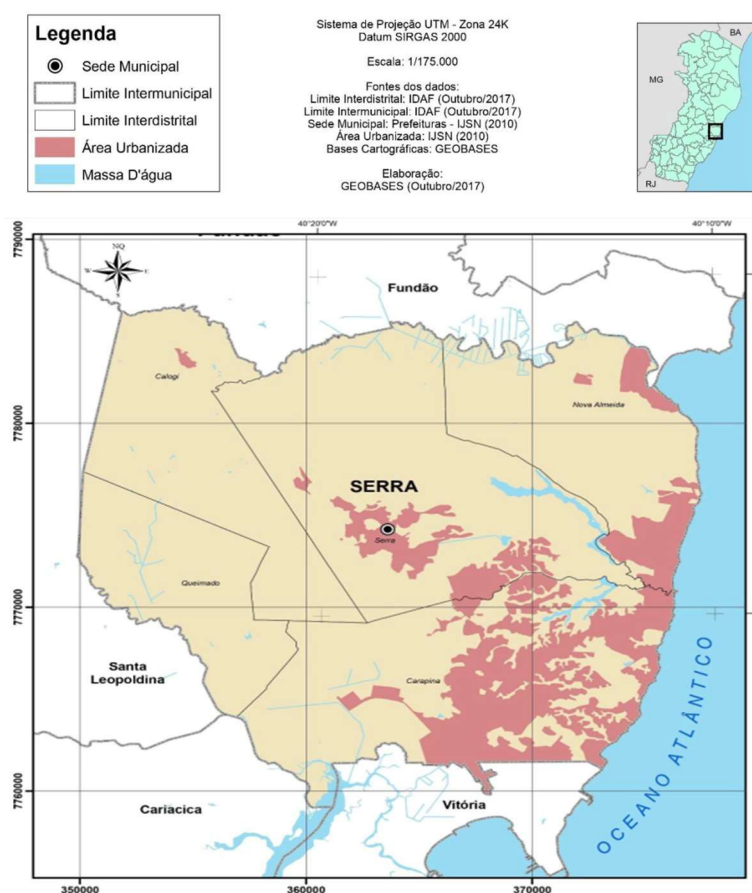 Legenda
Sede Municipal
Limite Intermunicipal
Limite Interdistrital
Área Urbanizada
Massa D'água
Sistema de Projeção UTM - Zona 24K
Datum SIRGAS 2000
Escala: 1/175.000
Fontes dos dados:
Limite Interdistrital: IDAF (Outubro/2017)
Limite Intermunicipal: IDAF (Outubro/2017)
Sede Municipal: Prefeituras - IJSN (2010)
Área Urbanizada: IJSN (2010)
Bases Cartográficas: GEOBASES
Elaboração:
GEOBASES (Outubro/2017)
BA
MG
RJ
40°20'0"W
40°10'0"W
7790000
NQ
W
E
S
Fundão
Calogi
Nova Almeida
7780000
SERRA
Serra
Queimado
7770000
Santa
Leopoldina
Carapina
OCEANO ATLÂNTICO
7760000
Cariacica
Vitória
350000
360000
370000